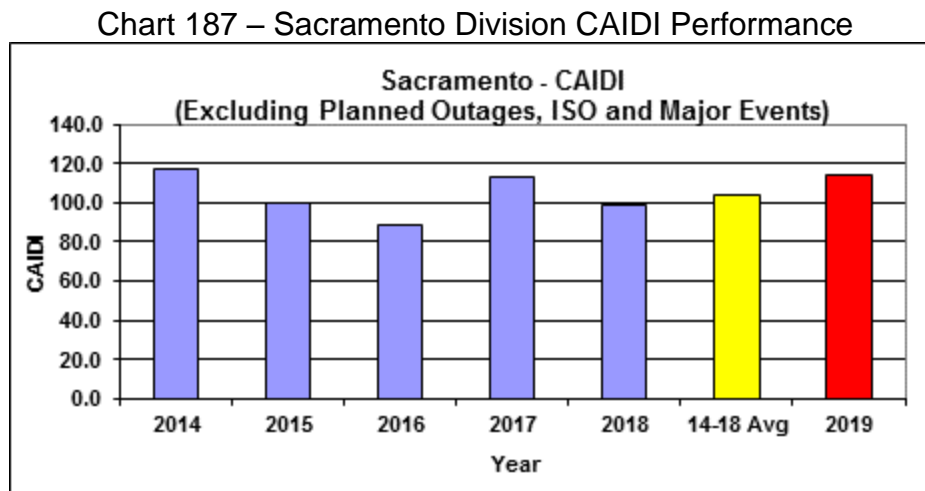 Chart 187 – Sacramento Division CAIDI Performance
Sacramento - CAIDI
(Excluding Planned Outages, ISO and Major Events)
140.0
120.0
100.0
80.0
60.0
40.0
20.0
0.0
CAIDI
2014 2015 2016 2017 2018 14-18 Avg 2019
Year